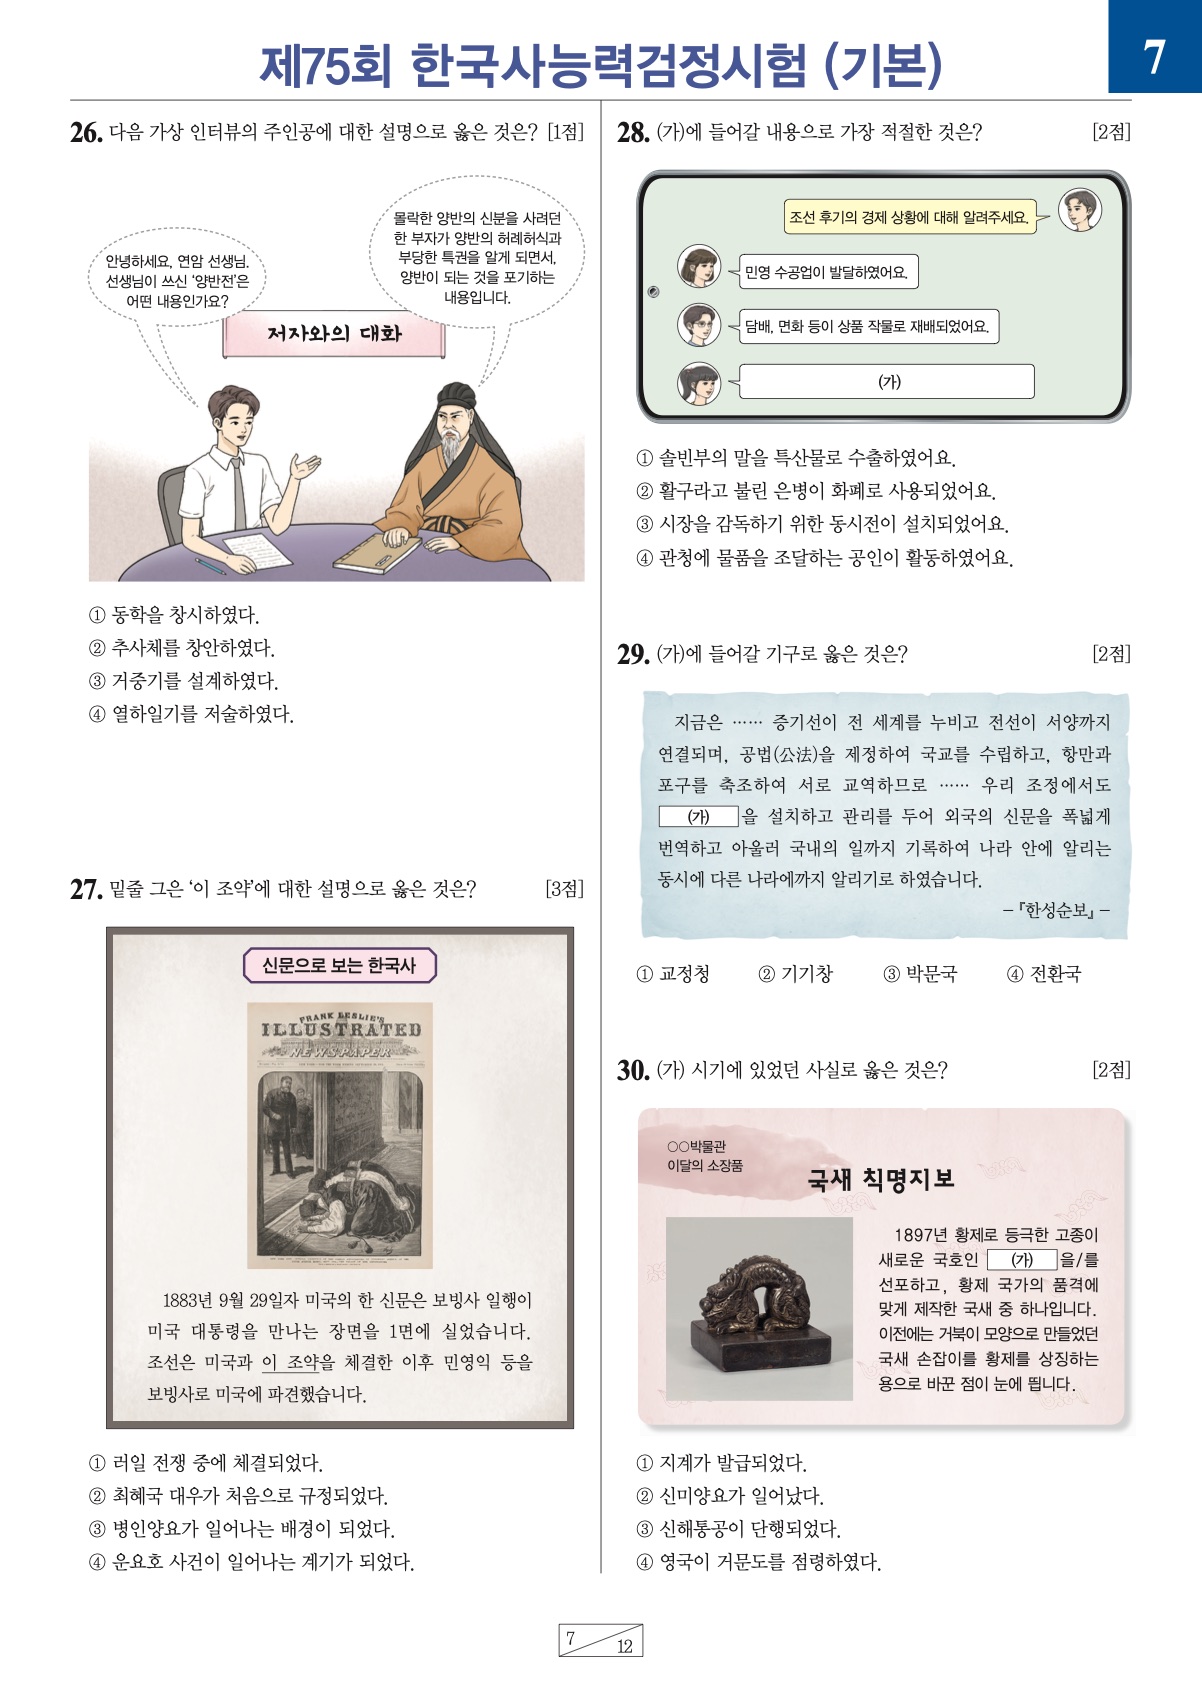 제75회 한국사능력검정시험 (기본)
7
26. 다음 가상 인터뷰의 주인공에 대한 설명으로 옳은 것은? [1점]
안녕하세요, 연암 선생님.
선생님이 쓰신 '양반전'은
어떤 내용인가요?
몰락한 양반의 신분을 사려던
한 부자가 양반의 허례허식과
부당한 특권을 알게 되면서,
양반이 되는 것을 포기하는
내용입니다.
저자와의 대화
① 동학을 창시하였다.
② 추사체를 창안하였다.
③ 거중기를 설계하였다.
④ 열하일기를 저술하였다.
27. 밑줄 그은 '이 조약'에 대한 설명으로 옳은 것은? [3점]
신문으로 보는 한국사
FRANK LESLIE'S
ILLUSTRATED
NEWSPAPER
1883년 9월 29일자 미국의 한 신문은 보빙사 일행이
미국 대통령을 만나는 장면을 1면에 실었습니다.
조선은 미국과 이 조약을 체결한 이후 민영익 등을
보빙사로 미국에 파견했습니다.
① 러일 전쟁 중에 체결되었다.
② 최혜국 대우가 처음으로 규정되었다.
③ 병인양요가 일어나는 배경이 되었다.
④ 운요호 사건이 일어나는 계기가 되었다.
28. (가)에 들어갈 내용으로 가장 적절한 것은? [2점]
조선 후기의 경제 상황에 대해 알려주세요.
민영 수공업이 발달하였어요.
담배, 면화 등이 상품 작물로 재배되었어요.
(가)
① 솔빈부의 말을 특산물로 수출하였어요.
② 활구라고 불린 은병이 화폐로 사용되었어요.
③ 시장을 감독하기 위한 동시전이 설치되었어요.
④ 관청에 물품을 조달하는 공인이 활동하였어요.
29. (가)에 들어갈 기구로 옳은 것은? [2점]
지금은 …… 증기선이 전 세계를 누비고 전선이 서양까지
연결되며, 공법(公法)을 제정하여 국교를 수립하고, 항만과
포구를 축조하여 서로 교역하므로 …… 우리 조정에서도
(가) 을 설치하고 관리를 두어 외국의 신문을 폭넓게
번역하고 아울러 국내의 일까지 기록하여 나라 안에 알리는
동시에 다른 나라에까지 알리기로 하였습니다.
– 『한성순보』 –
① 교정청 ② 기기창 ③ 박문국 ④ 전환국
30. (가) 시기에 있었던 사실로 옳은 것은? [2점]
○○박물관
이달의 소장품
국새 칙명지보
1897년 황제로 등극한 고종이
새로운 국호인 (가) 을/를
선포하고, 황제 국가의 품격에
맞게 제작한 국새 중 하나입니다.
이전에는 거북이 모양으로 만들었던
국새 손잡이를 황제를 상징하는
용으로 바꾼 점이 눈에 띕니다.
① 지계가 발급되었다.
② 신미양요가 일어났다.
③ 신해통공이 단행되었다.
④ 영국이 거문도를 점령하였다.
7 12